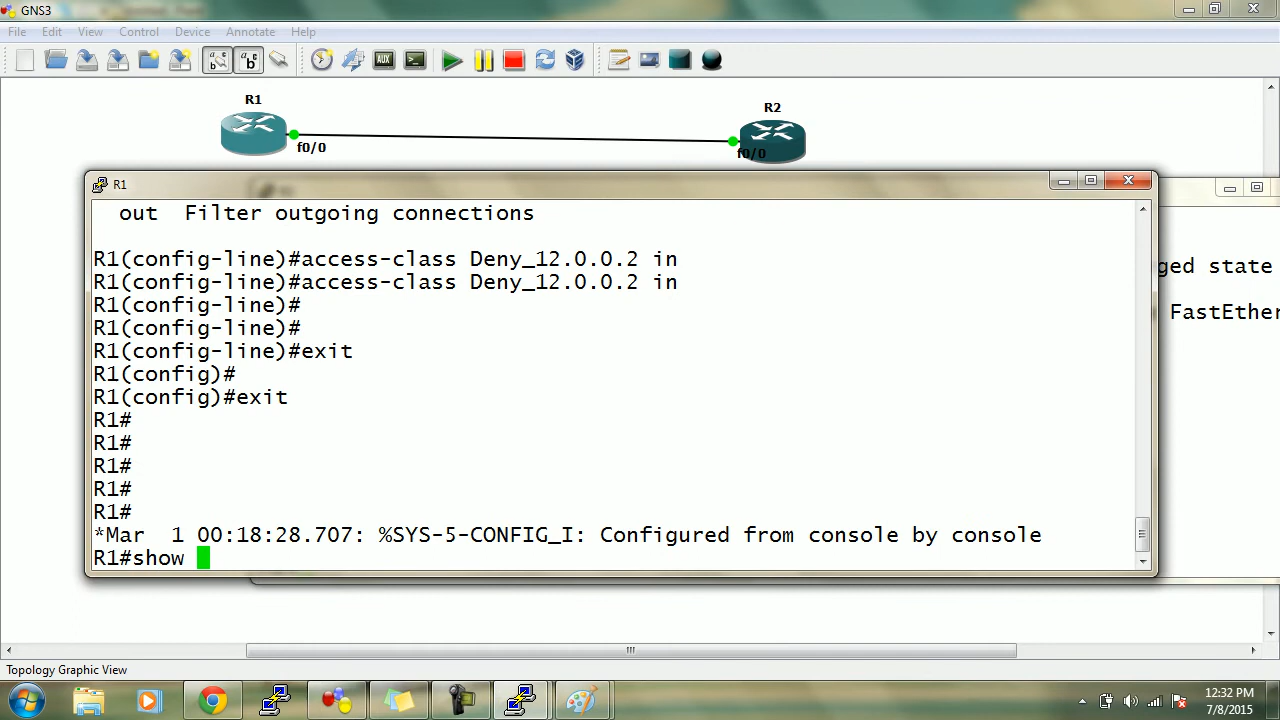 GNS3
File Edit View Control Device Annotate Help
R1
R2
f0/0
f0/0
R1
out Filter outgoing connections
R1(config-line)#access-class Deny_12.0.0.2 in
R1(config-line)#access-class Deny_12.0.0.2 in
R1(config-line)#
R1(config-line)#
R1(config-line)#exit
R1(config)#
R1(config)#exit
R1#
R1#
R1#
R1#
R1#
*Mar 1 00:18:28.707: %SYS-5-CONFIG_I: Configured from console by console
R1#show
ged state
FastEther
Topology Graphic View
12:32 PM
7/8/2015